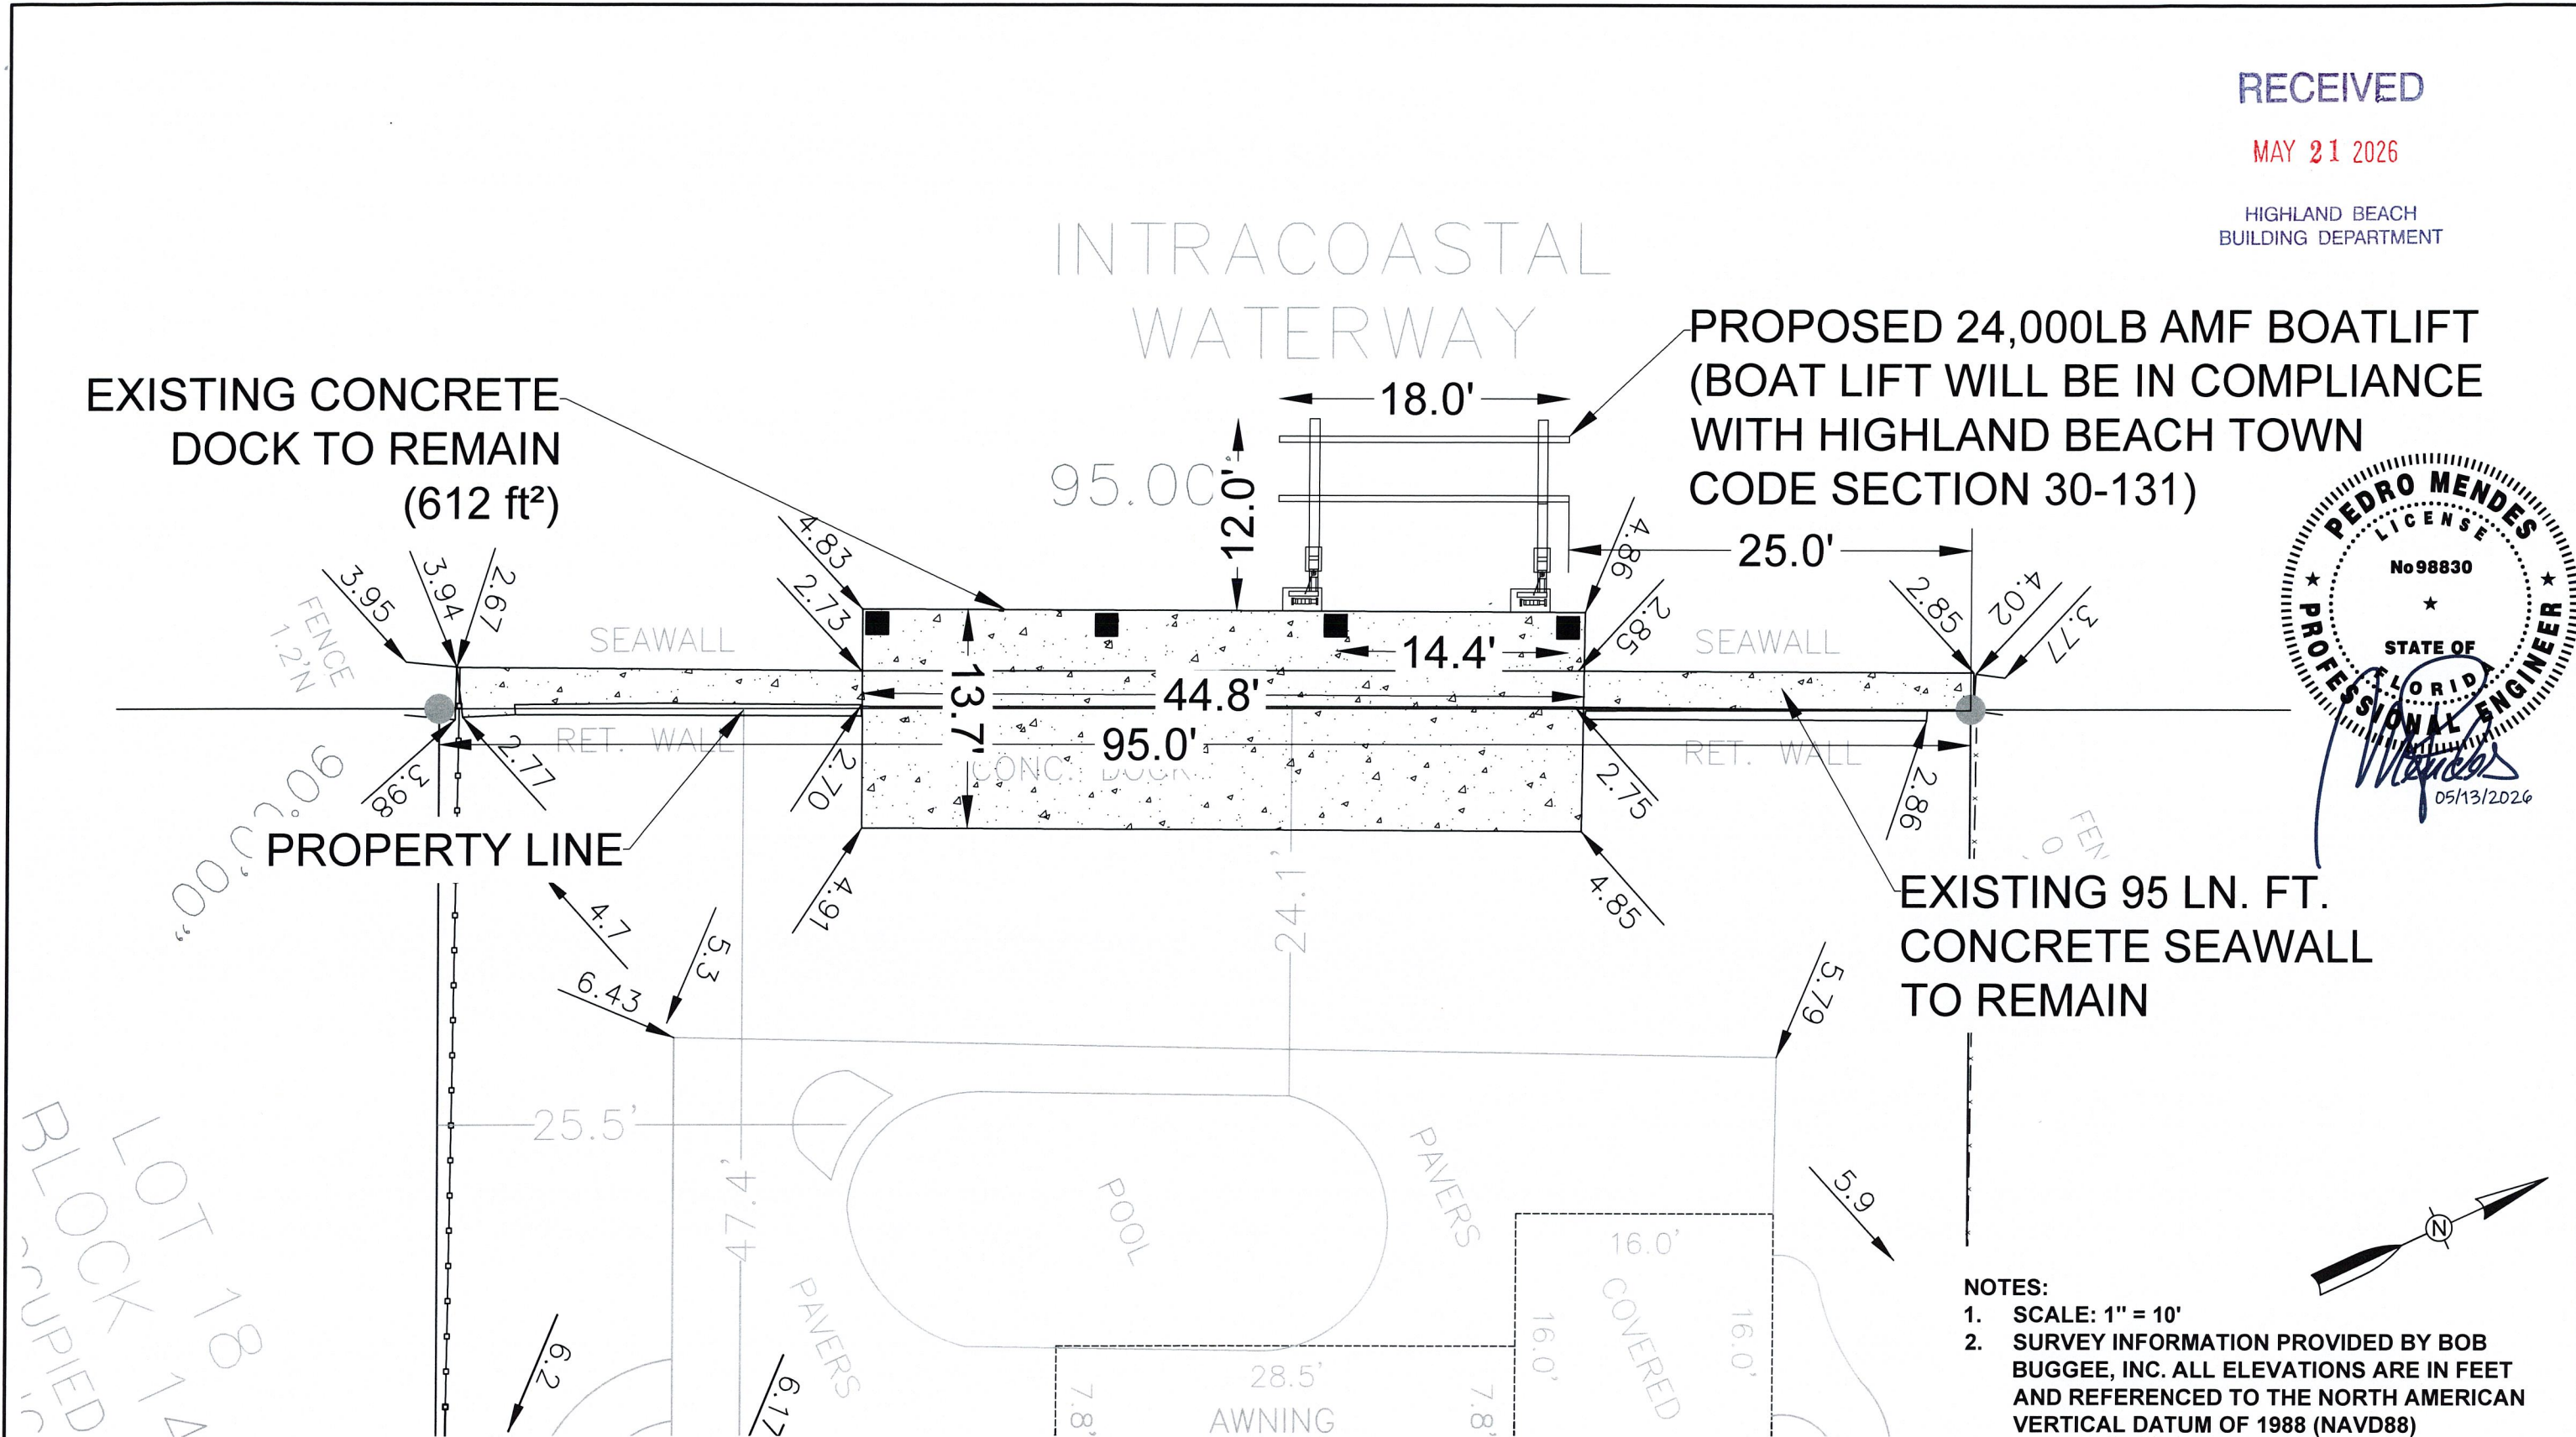 RECEIVED
MAY 21 2026
HIGHLAND BEACH
BUILDING DEPARTMENT
INTRACOASTAL
WATERWAY
PROPOSED 24,000LB AMF BOATLIFT
(BOAT LIFT WILL BE IN COMPLIANCE
WITH HIGHLAND BEACH TOWN
CODE SECTION 30-131)
EXISTING CONCRETE
DOCK TO REMAIN
(612 ft²)
18.0'
95.00'
12.0'
25.0'
PEDRO MENDES
LICENSE
No 98830
STATE OF
FLORIDA
PROFESSIONAL ENGINEER
Mendes
05/13/2026
3.95
3.94
2.67
4.83
2.73
4.86
2.85
2.85
4.02
3.77
FENCE
1.2'N
SEAWALL
SEAWALL
14.4'
44.8'
13.7'
95.0'
RET. WALL
CONC. DOCK
RET. WALL
3.98
2.77
2.70
2.75
2.86
90°00'00"
PROPERTY LINE
4.7
4.91
4.85
24.1'
EXISTING 95 LN. FT.
CONCRETE SEAWALL
TO REMAIN
5.3
6.43
5.79
25.5'
47.4'
POOL
PAVERS
PAVERS
5.9
LOT 18
BLOCK 14
6.2
6.17
16.0'
16.0'
16.0'
COVERED
28.5'
AWNING
7.8'
7.8'
N
NOTES:
1. SCALE: 1" = 10'
2. SURVEY INFORMATION PROVIDED BY BOB
BUGGEE, INC. ALL ELEVATIONS ARE IN FEET
AND REFERENCED TO THE NORTH AMERICAN
VERTICAL DATUM OF 1988 (NAVD88)